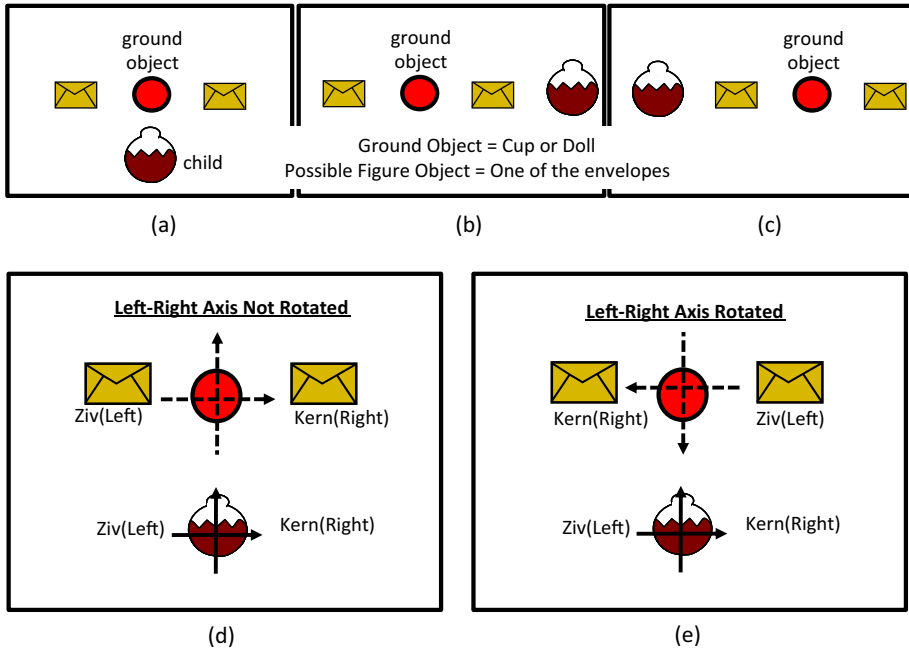 ground
object
child
ground
object
ground
object
Ground Object = Cup or Doll
Possible Figure Object = One of the envelopes
(a)
(b)
(c)
Left-Right Axis Not Rotated
Ziv(Left)
Kern(Right)
Ziv(Left)
Kern(Right)
(d)
Left-Right Axis Rotated
Kern(Right)
Ziv(Left)
Ziv(Left)
Kern(Right)
(e)